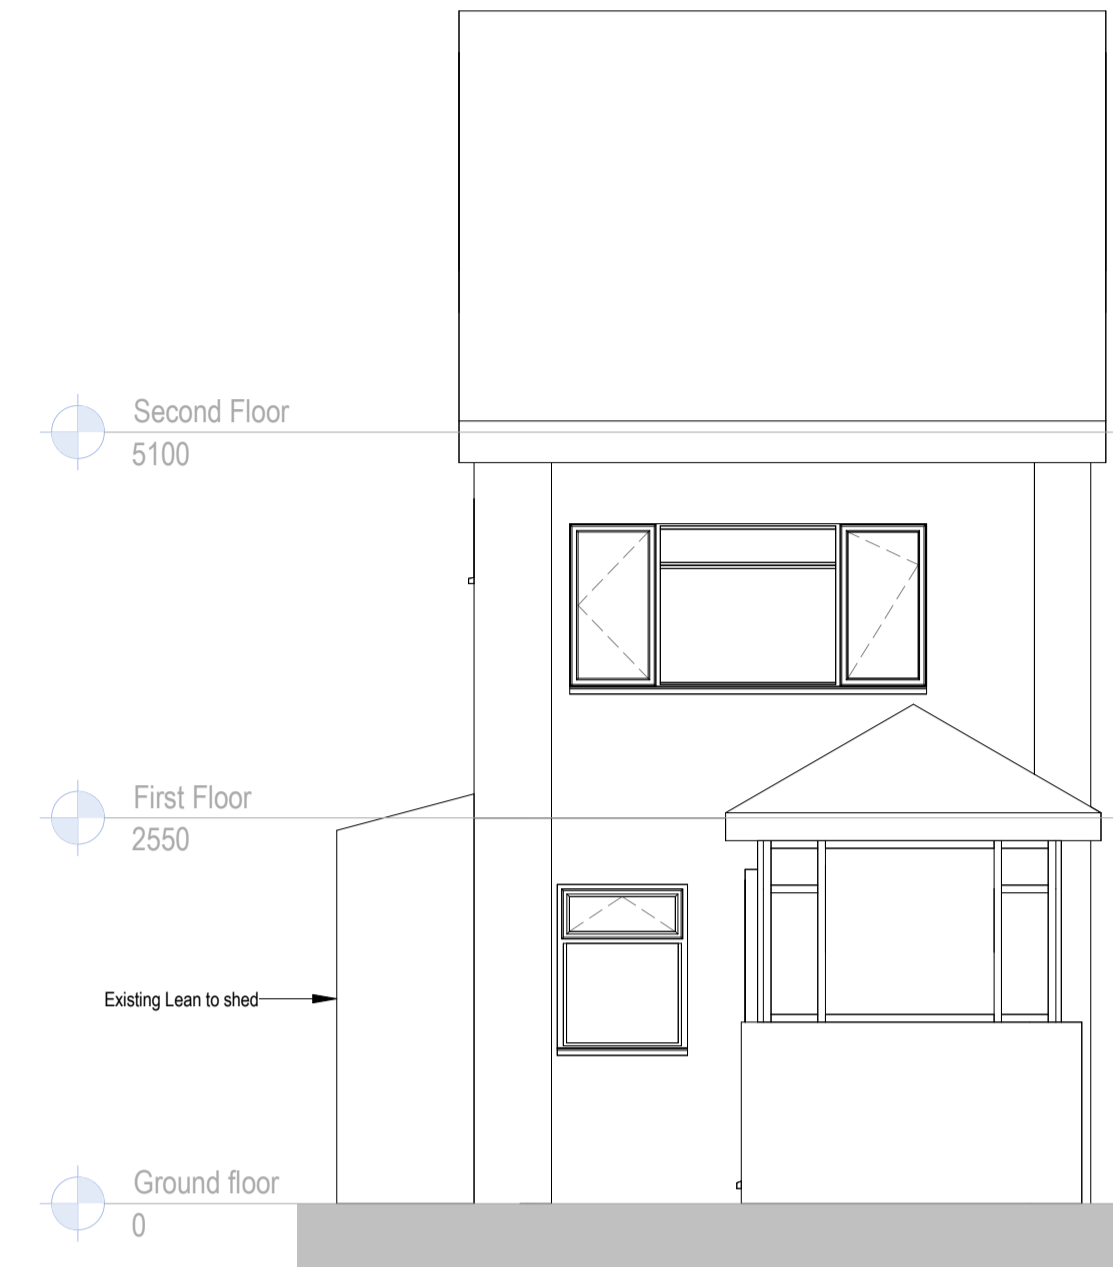 Second Floor
5100
First Floor
2550
Existing Lean to shed
Ground floor
0